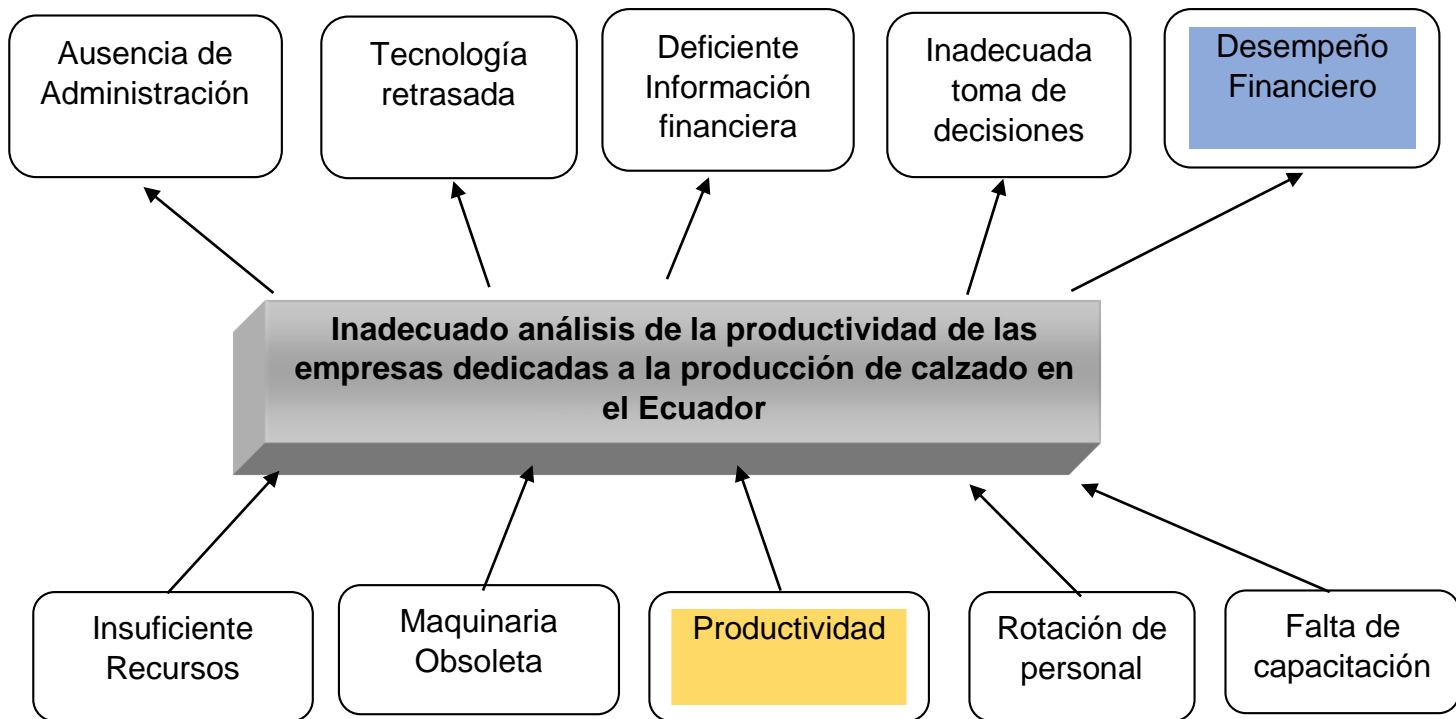 Ausencia de
Administración
Tecnología
retrasada
Deficiente
Información
financiera
Inadecuada
toma de
decisiones
Desempeño
Financiero
Inadecuado análisis de la productividad de las
empresas dedicadas a la producción de calzado en
el Ecuador
Insuficiente
Recursos
Maquinaria
Obsoleta
Productividad
Rotación de
personal
Falta de
capacitación